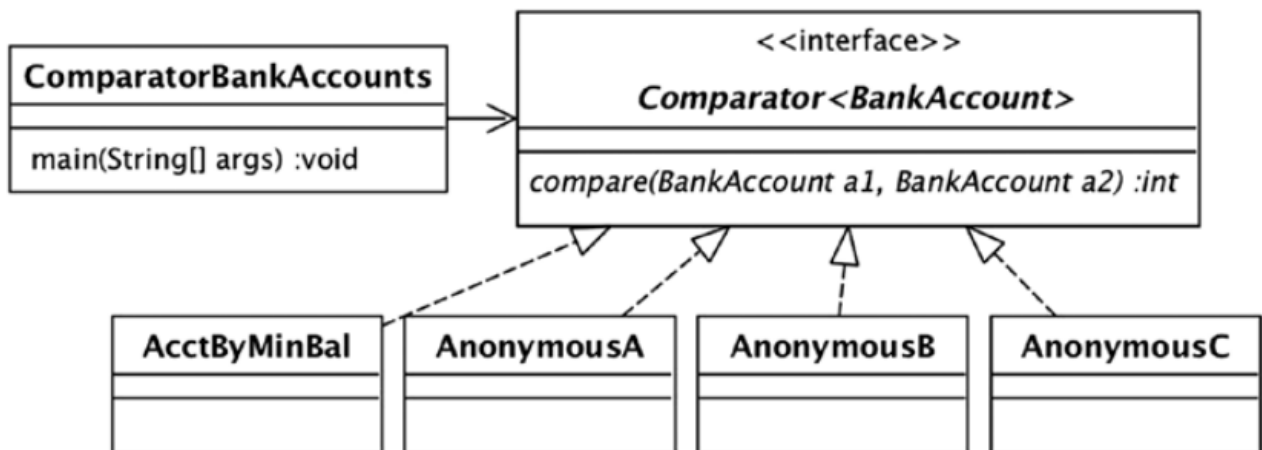 ComparatorBankAccounts
main(String[] args) :void
<<interface>>
Comparator<BankAccount>
compare(BankAccount a1, BankAccount a2) :int
AcctByMinBal
AnonymousA
AnonymousB
AnonymousC